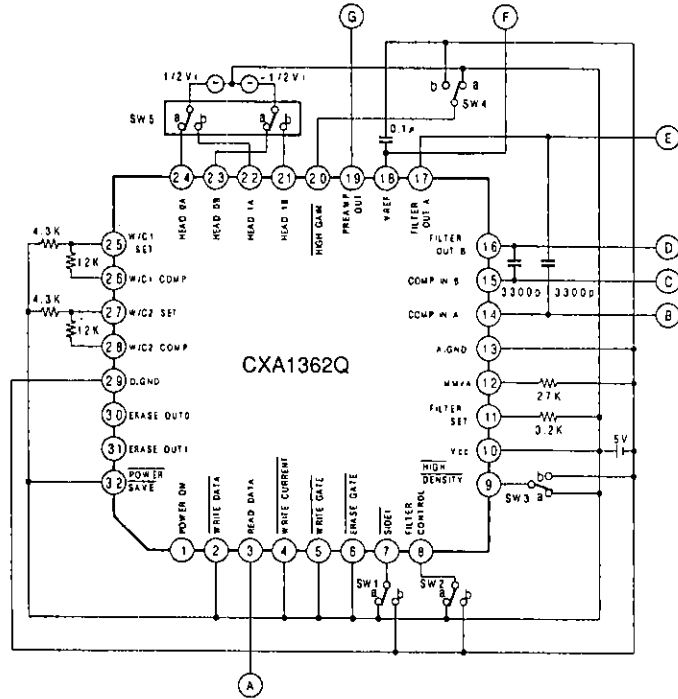 G
F
1/2Vi
-1/2Vi
b
a
SW4
SW5
a
b
a
b
0.1μ
E
24
23
22
21
20
19
18
17
HEAD 0A
HEAD 0B
HEAD 1A
HEAD 1B
HIGH GAIN
PREAMP OUT
VREF
FILTER OUT A
4.3K
25
W/C1 SET
12K
26
W/C1 COMP
4.3K
27
W/C2 SET
12K
28
W/C2 COMP
29
D.GND
30
ERASE OUT0
31
ERASE OUT1
32
POWER SAVE
CXA1362Q
FILTER OUT B
16
D
COMP IN B
15
C
3300p
3300p
COMP IN A
14
B
A.GND
13
MMVA
12
27K
FILTER SET
11
3.2K
Vcc
10
5V
HIGH DENSITY
9
b
a
SW3
POWER ON
WRITE DATA
READ DATA
WRITE CURRENT
WRITE GATE
ERASE GATE
SIDE1
FILTER CONTROL
1
2
3
4
5
6
7
8
SW1
a
b
SW2
a
b
A